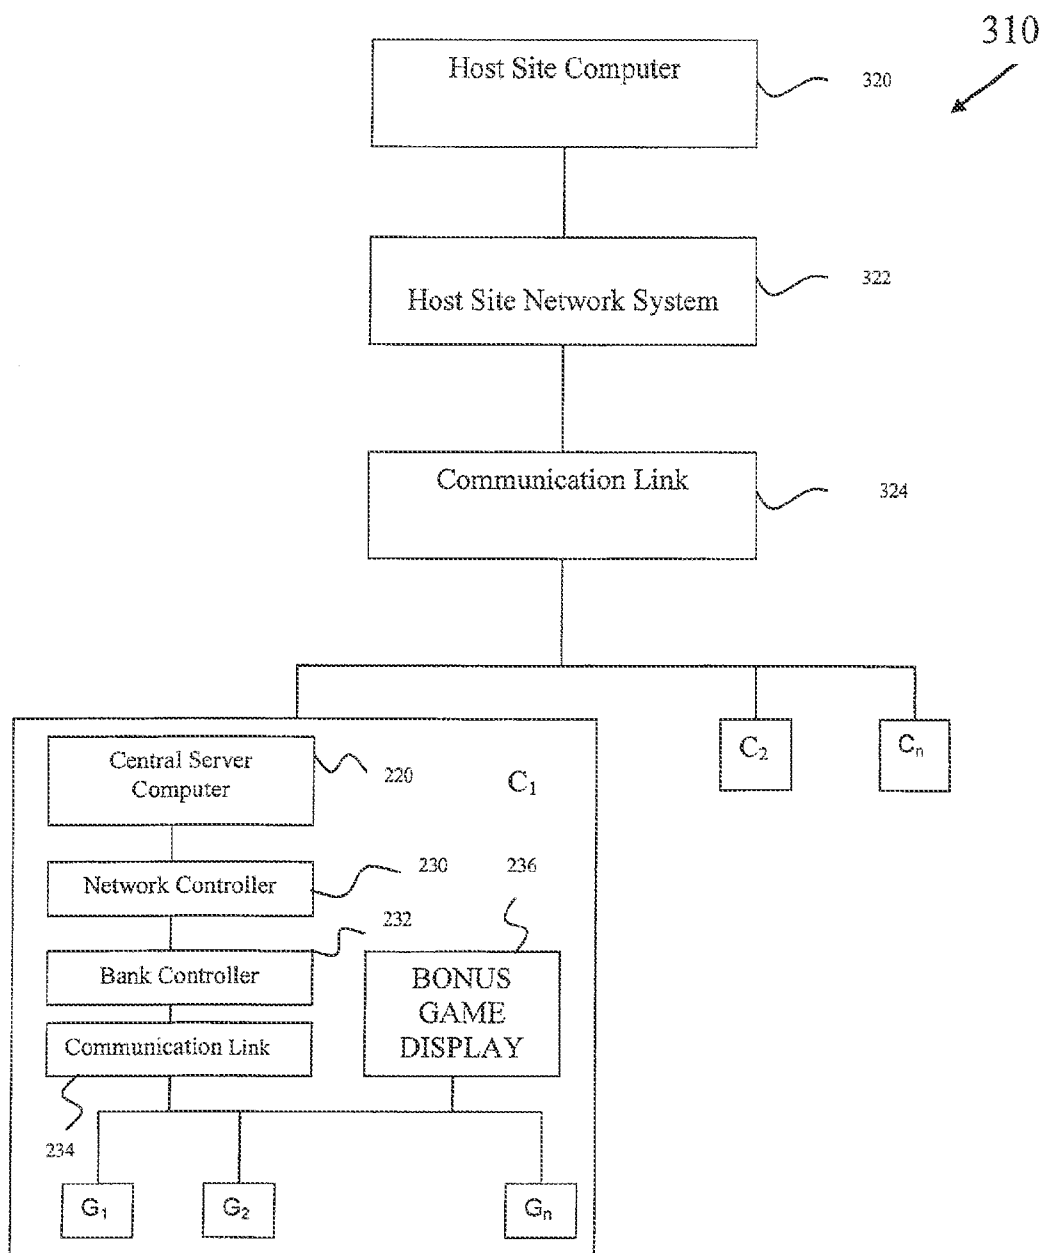 310
Host Site Computer
320
Host Site Network System
322
Communication Link
324
C₂
Cₙ
Central Server
Computer
220
C₁
Network Controller
230
236
232
Bank Controller
BONUS
GAME
DISPLAY
Communication Link
234
G₁
G₂
Gₙ